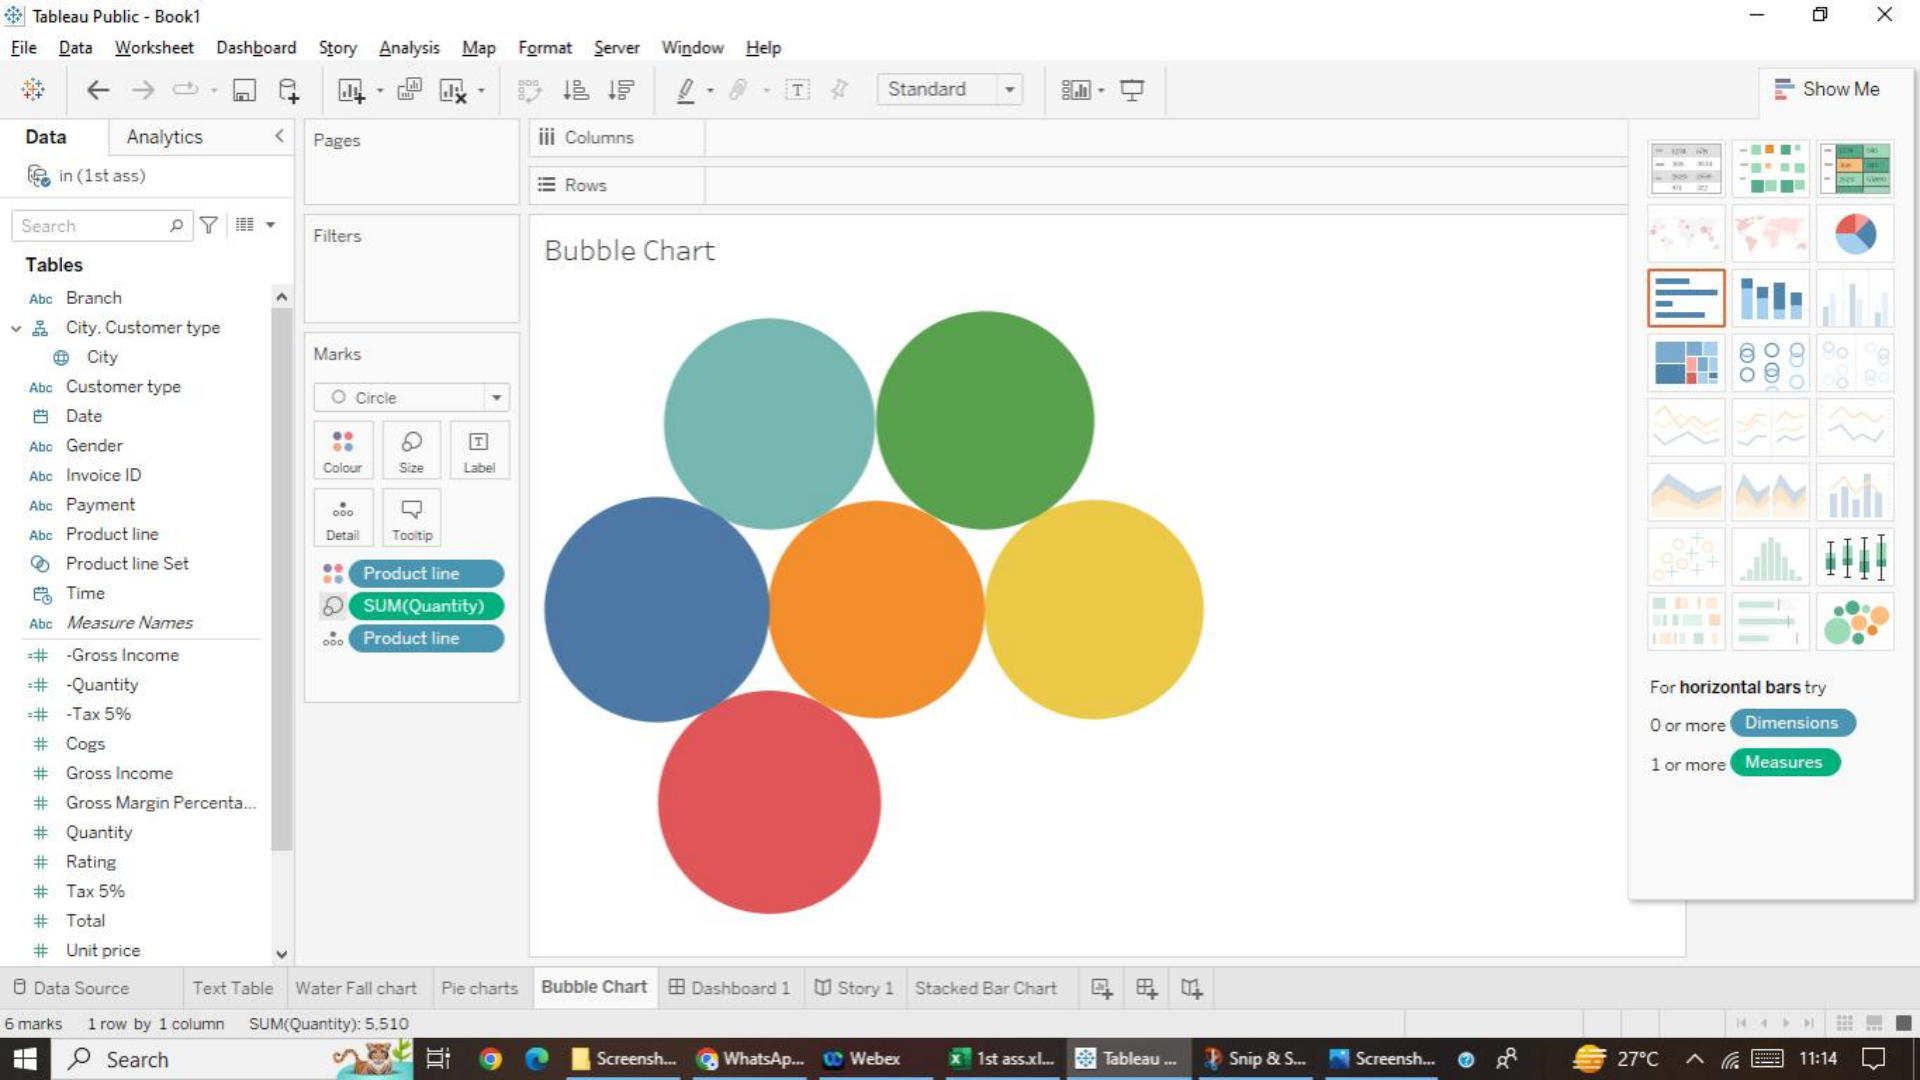 Tableau Public - Book1
File Data Worksheet Dashboard Story Analysis Map Format Server Window Help
Standard
Show Me
Data Analytics
Pages
Columns
in (1st ass)
Rows
Search
Filters
Bubble Chart
Tables
Abc Branch
City, Customer type
City
Abc Customer type
Date
Abc Gender
Abc Invoice ID
Abc Payment
Abc Product line
Product line Set
Time
Abc Measure Names
=# -Gross Income
=# -Quantity
=# -Tax 5%
# Cogs
# Gross Income
# Gross Margin Percenta...
# Quantity
# Rating
# Tax 5%
# Total
# Unit price
Marks
Circle
Colour Size Label
Detail Tooltip
Product line
SUM(Quantity)
Product line
For horizontal bars try
0 or more Dimensions
1 or more Measures
Data Source Text Table Water Fall chart Pie charts Bubble Chart Dashboard 1 Story 1 Stacked Bar Chart
6 marks 1 row by 1 column SUM(Quantity): 5,510
Search Screensh... WhatsAp... Webex 1st ass.xl... Tableau ... Snip & S... Screensh... 27°C 11:14